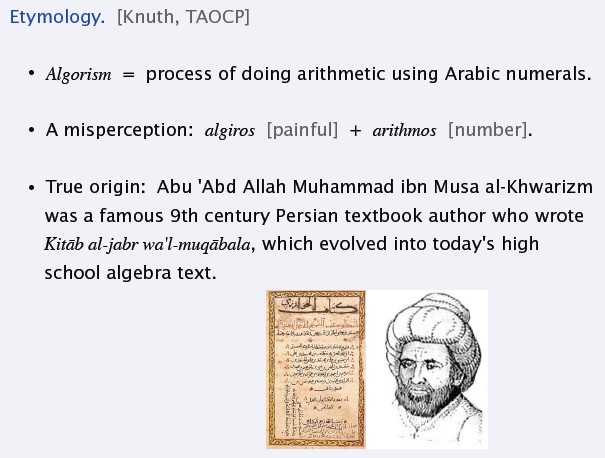 Etymology. [Knuth, TAOCP]
• Algorism = process of doing arithmetic using Arabic numerals.
• A misperception: algiros [painful] + arithmos [number].
• True origin: Abu 'Abd Allah Muhammad ibn Musa al-Khwarizm
was a famous 9th century Persian textbook author who wrote
Kitāb al-jabr wa'l-muqābala, which evolved into today's high
school algebra text.